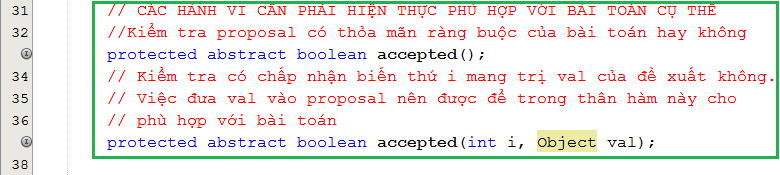 31 // CÁC HÀNH VI CẦN PHẢI HIỆN THỰC PHÙ HỢP VỚI BÀI TOÁN CỤ THỂ
32 //Kiểm tra proposal có thỏa mãn ràng buộc của bài toán hay không
protected abstract boolean accepted();
34 // Kiểm tra có chấp nhận biến thứ i mang trị val của đề xuất không.
35 // Việc đưa val vào proposal nên được để trong thân hàm này cho
36 // phù hợp với bài toán
protected abstract boolean accepted(int i, Object val);
38